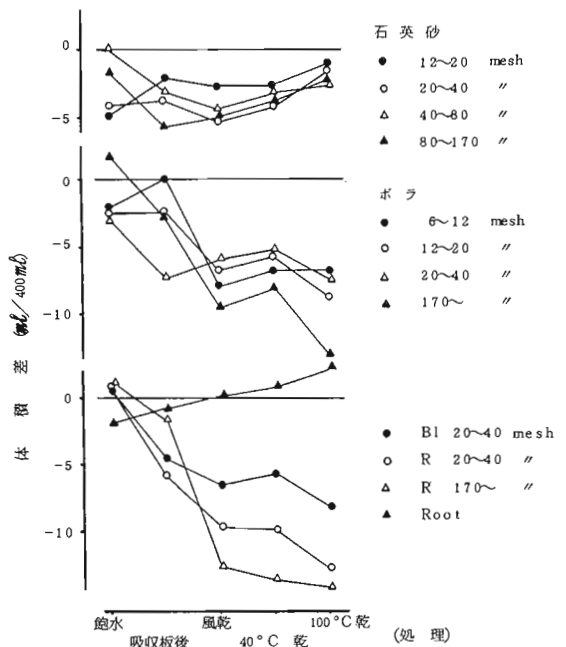 体積差 (ml/400ml)
0
-5
0
-5
-10
0
-5
-10
石英砂
● 12~20 mesh
○ 20~40 〃
△ 40~80 〃
▲ 80~170 〃
ボラ
● 6~12 mesh
○ 12~20 〃
△ 20~40 〃
▲ 170~ 〃
● Bl 20~40 mesh
○ R 20~40 〃
△ R 170~ 〃
▲ Root
飽水 風乾 100°C乾
吸収板後 40°C 乾 (処理)